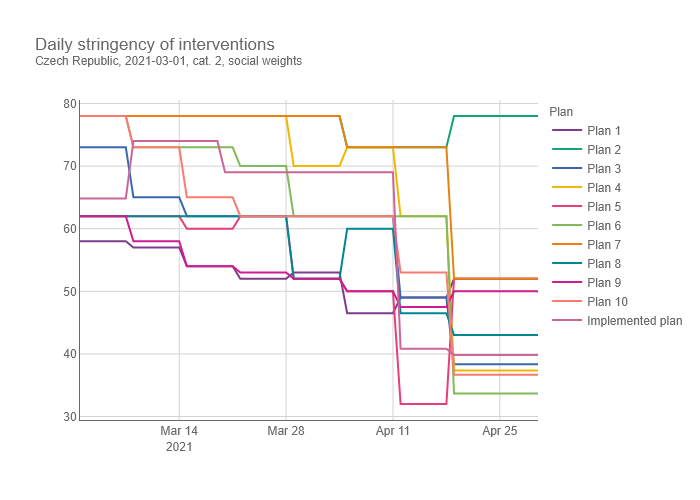 Daily stringency of interventions
Czech Republic, 2021-03-01, cat. 2, social weights
80
70
60
50
40
30
Mar 14
2021
Mar 28
Apr 11
Apr 25
Plan
Plan 1
Plan 2
Plan 3
Plan 4
Plan 5
Plan 6
Plan 7
Plan 8
Plan 9
Plan 10
Implemented plan